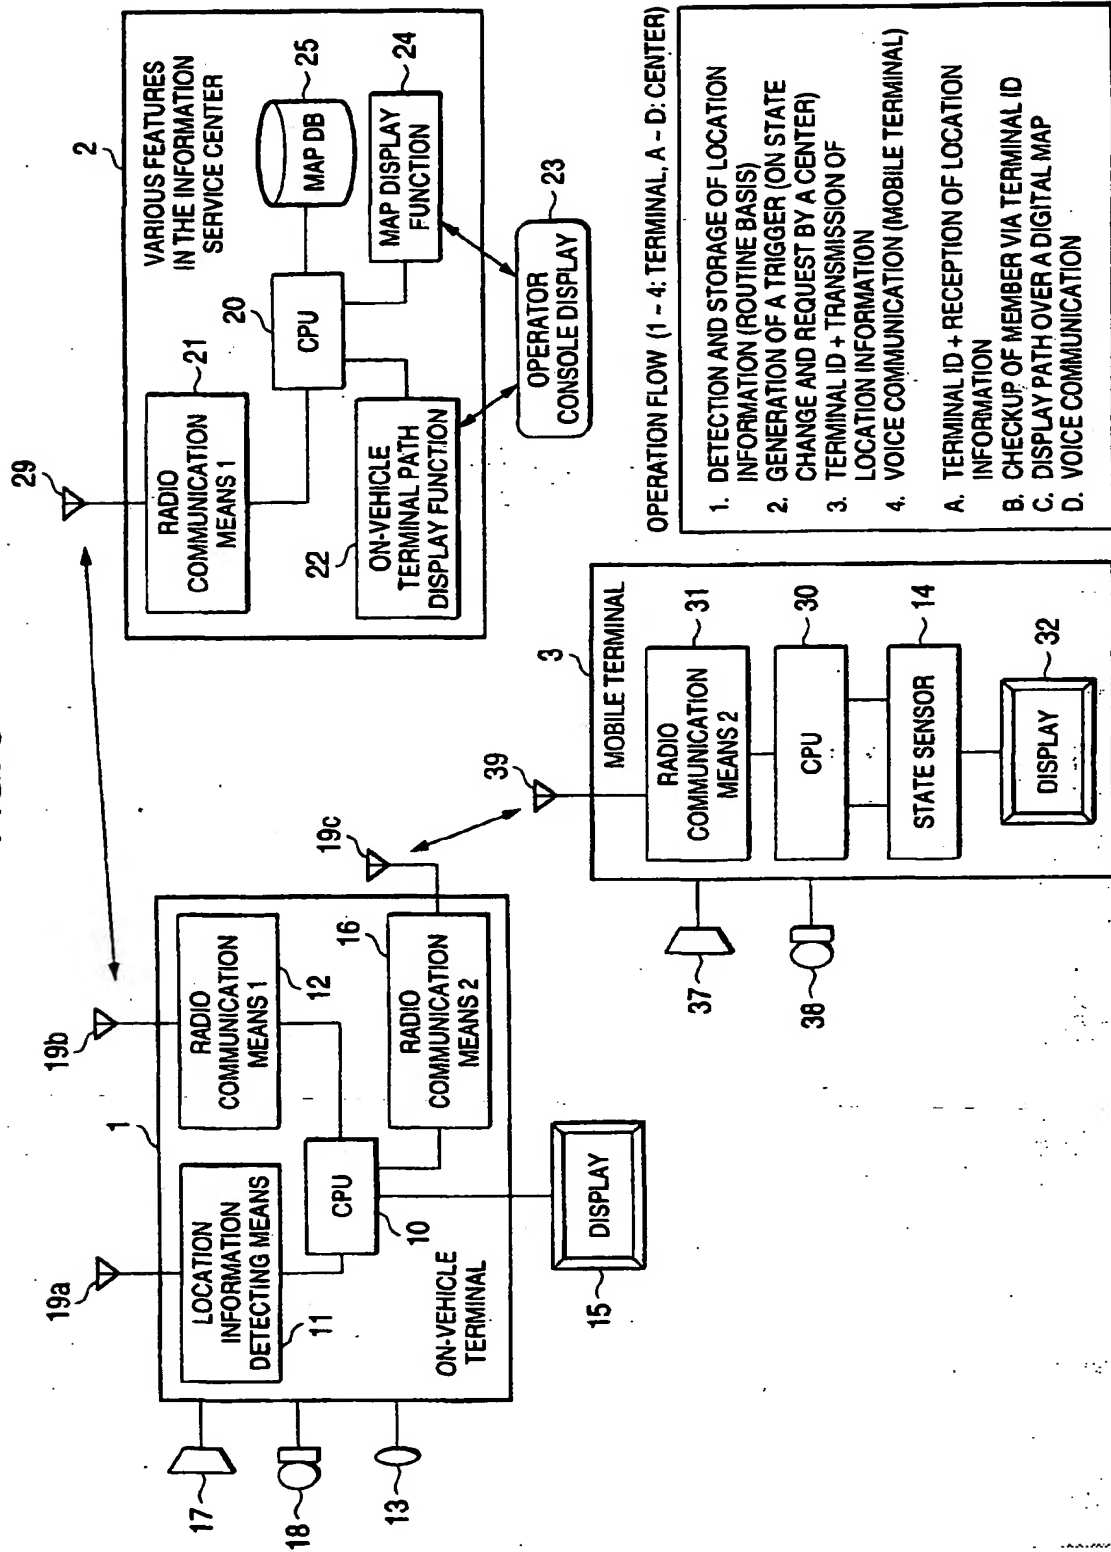 19a
19b
1
LOCATION
INFORMATION
DETECTING MEANS
11
RADIO
COMMUNICATION
MEANS 1
12
CPU
10
RADIO
COMMUNICATION
MEANS 2
16
19c
ON-VEHICLE
TERMINAL
17
18
13
DISPLAY
15
29
2
VARIOUS FEATURES
IN THE INFORMATION
SERVICE CENTER
RADIO
COMMUNICATION
MEANS 1
21
20
CPU
MAP DB
25
MAP DISPLAY
FUNCTION
24
22
ON-VEHICLE
TERMINAL PATH
DISPLAY FUNCTION
OPERATOR
CONSOLE DISPLAY
23
39
3
MOBILE TERMINAL
RADIO
COMMUNICATION
MEANS 2
31
CPU
30
STATE SENSOR
14
DISPLAY
32
37
38
OPERATION FLOW (1 ~ 4: TERMINAL, A ~ D: CENTER)
1. DETECTION AND STORAGE OF LOCATION
INFORMATION (ROUTINE BASIS)
2. GENERATION OF A TRIGGER (ON STATE
CHANGE AND REQUEST BY A CENTER)
3. TERMINAL ID + TRANSMISSION OF
LOCATION INFORMATION
4. VOICE COMMUNICATION (MOBILE TERMINAL)
A. TERMINAL ID + RECEPTION OF LOCATION
INFORMATION
B. CHECKUP OF MEMBER VIA TERMINAL ID
C. DISPLAY PATH OVER A DIGITAL MAP
D. VOICE COMMUNICATION